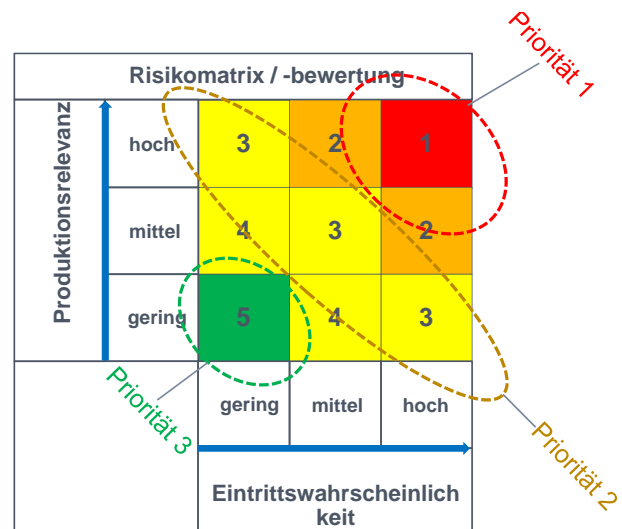 Priorität 1
Risikomatrix / -bewertung
Produktionsrelevanz
hoch
3
2
1
mittel
4
3
2
gering
5
4
3
Priorität 3
gering
mittel
hoch
Priorität 2
Eintrittswahrscheinlich
keit